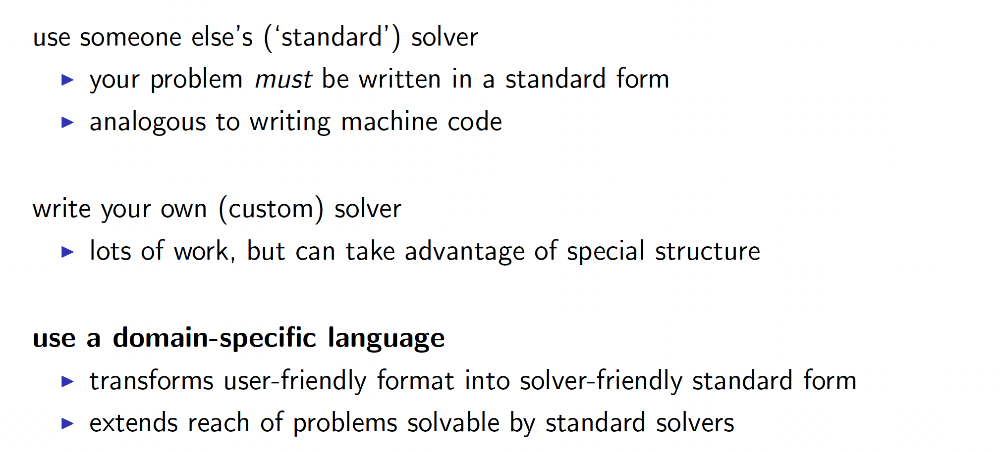 use someone else’s (‘standard’) solver
▶ your problem must be written in a standard form
▶ analogous to writing machine code
write your own (custom) solver
▶ lots of work, but can take advantage of special structure
use a domain-specific language
▶ transforms user-friendly format into solver-friendly standard form
▶ extends reach of problems solvable by standard solvers